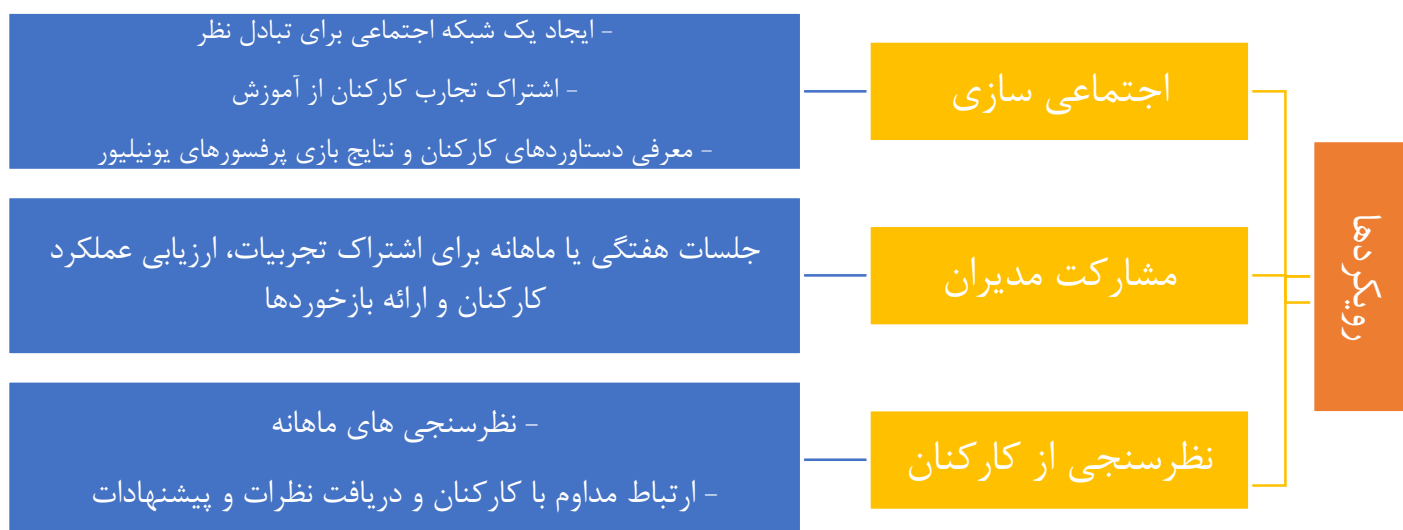 رویکردها
اجتماعی سازی
- ایجاد یک شبکه اجتماعی برای تبادل نظر
- اشتراک تجارب کارکنان از آموزش
- معرفی دستاوردهای کارکنان و نتایج بازی پرفسورهای یونیلیور
مشارکت مدیران
جلسات هفتگی یا ماهانه برای اشتراک تجربیات، ارزیابی عملکرد
کارکنان و ارائه بازخوردها
نظرسنجی از کارکنان
- نظرسنجی های ماهانه
- ارتباط مداوم با کارکنان و دریافت نظرات و پیشنهادات